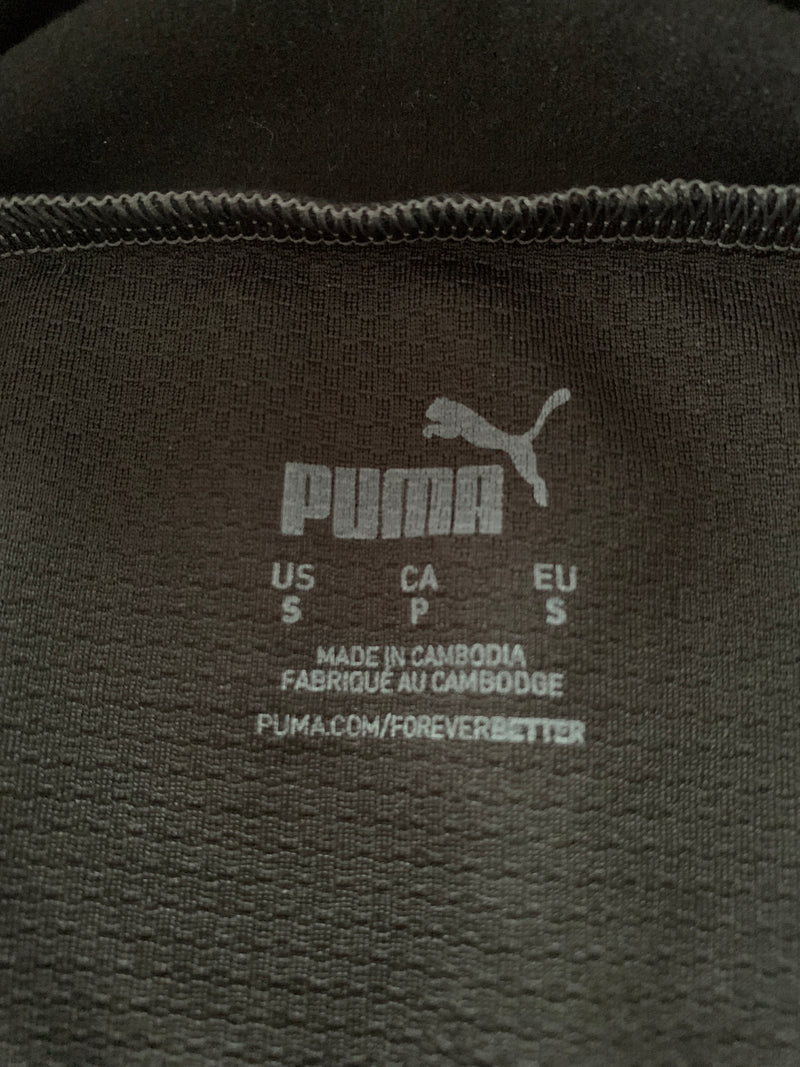 PUMA
US CA EU
S P S
MADE IN CAMBODIA
FABRIQUÉ AU CAMBODGE
PUMA.COM/FOREVERBETTER